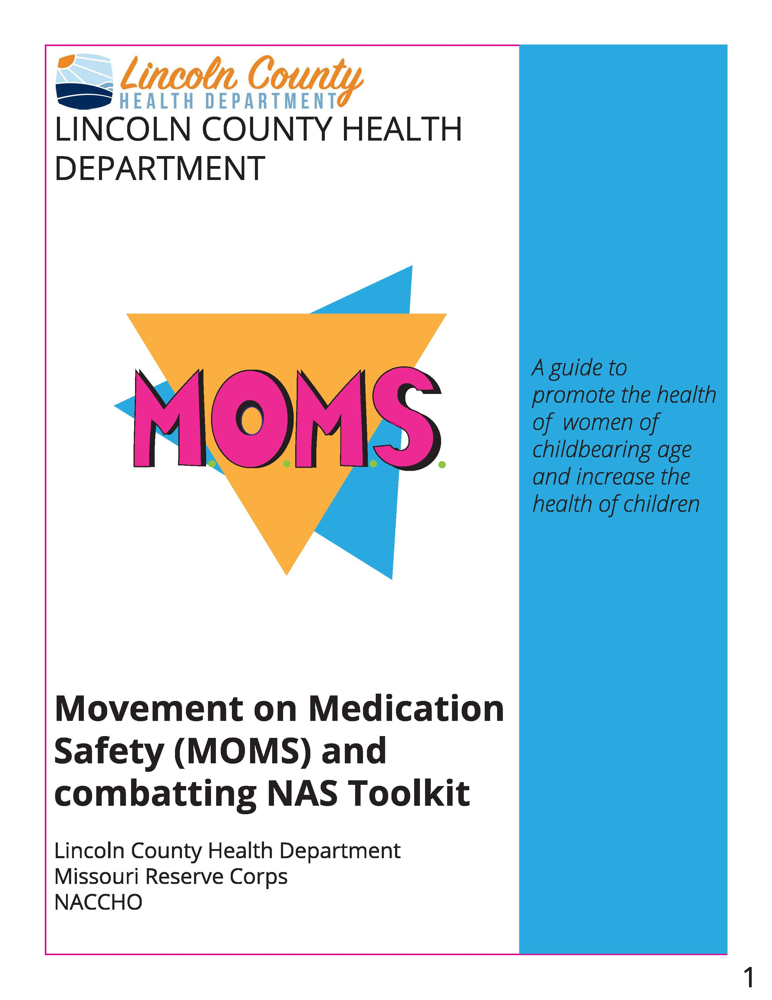 Lincoln County
HEALTH DEPARTMENT
LINCOLN COUNTY HEALTH
DEPARTMENT
M.O.M.S.
A guide to
promote the health
of women of
childbearing age
and increase the
health of children
Movement on Medication
Safety (MOMS) and
combatting NAS Toolkit
Lincoln County Health Department
Missouri Reserve Corps
NACCHO
1